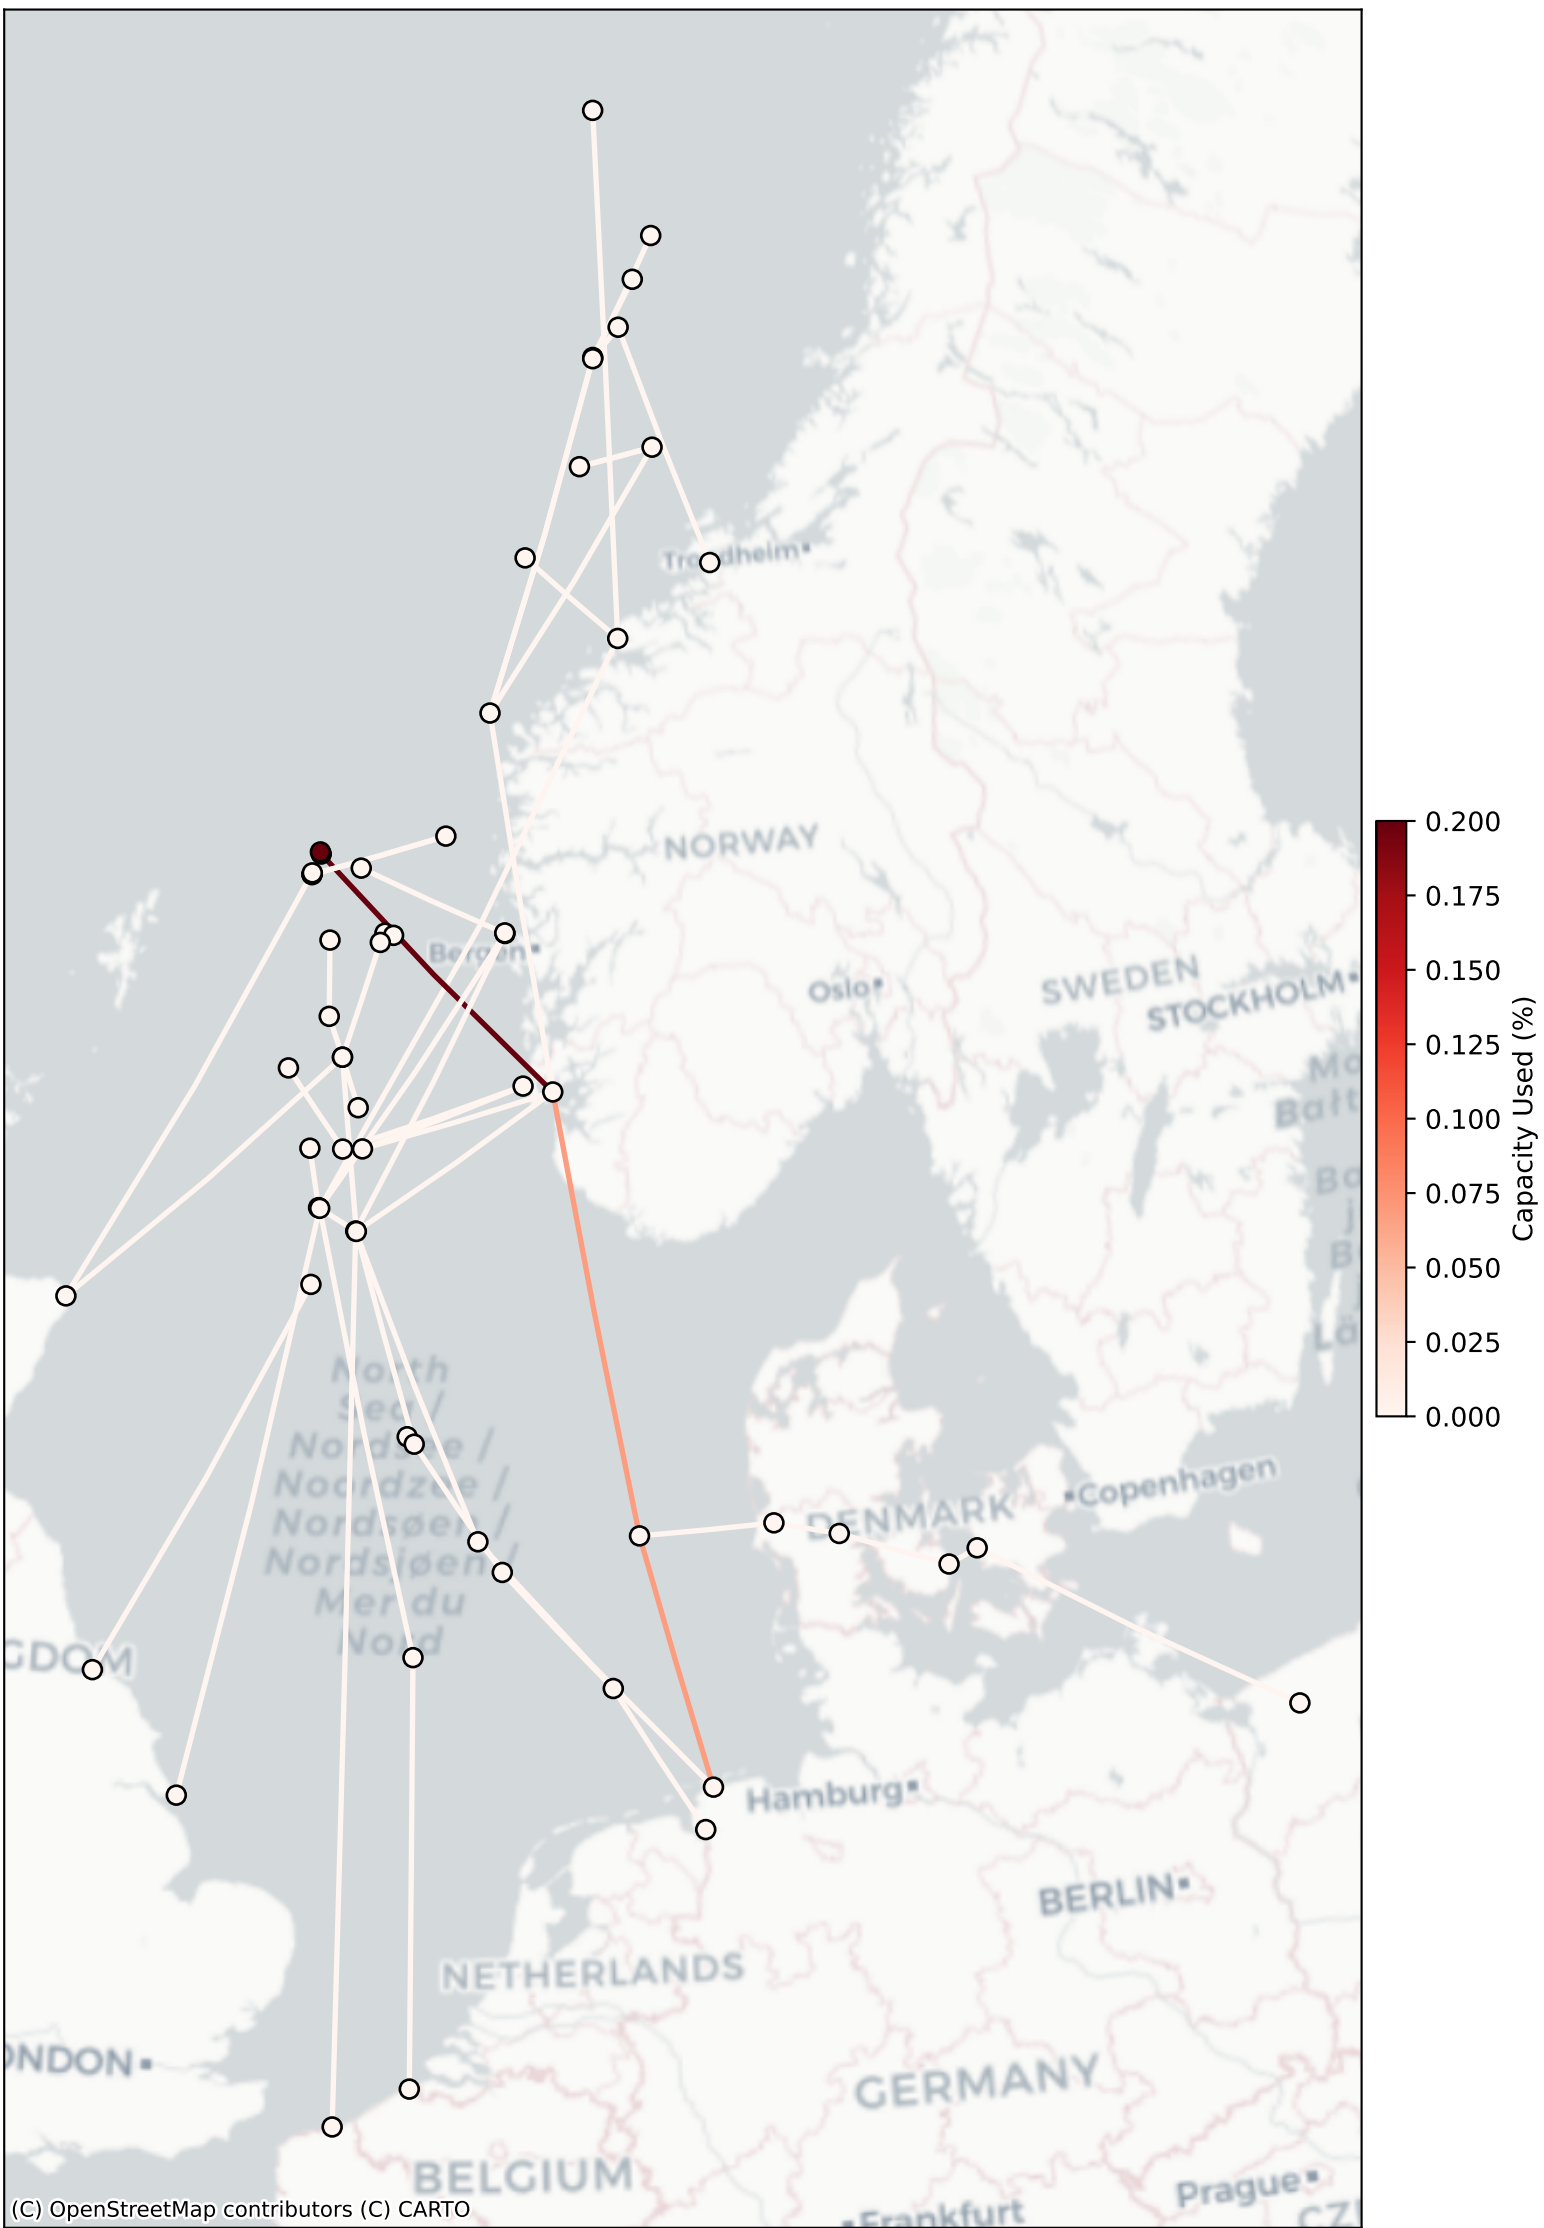 Trondheim
NORWAY
Bergen
Oslo
SWEDEN
STOCKHOLM
0.200
0.175
0.150
0.125
0.100
0.075
0.050
0.025
0.000
Capacity Used (%)
North
Sea /
Nordsee /
Noordzee /
Nordsøen /
Nordsjøen /
Mer du
Nord
DENMARK
Copenhagen
GDOM
Hamburg
BERLIN
NETHERLANDS
ONDON
GERMANY
BELGIUM
Prague
Frankfurt
CZ
(C) OpenStreetMap contributors (C) CARTO